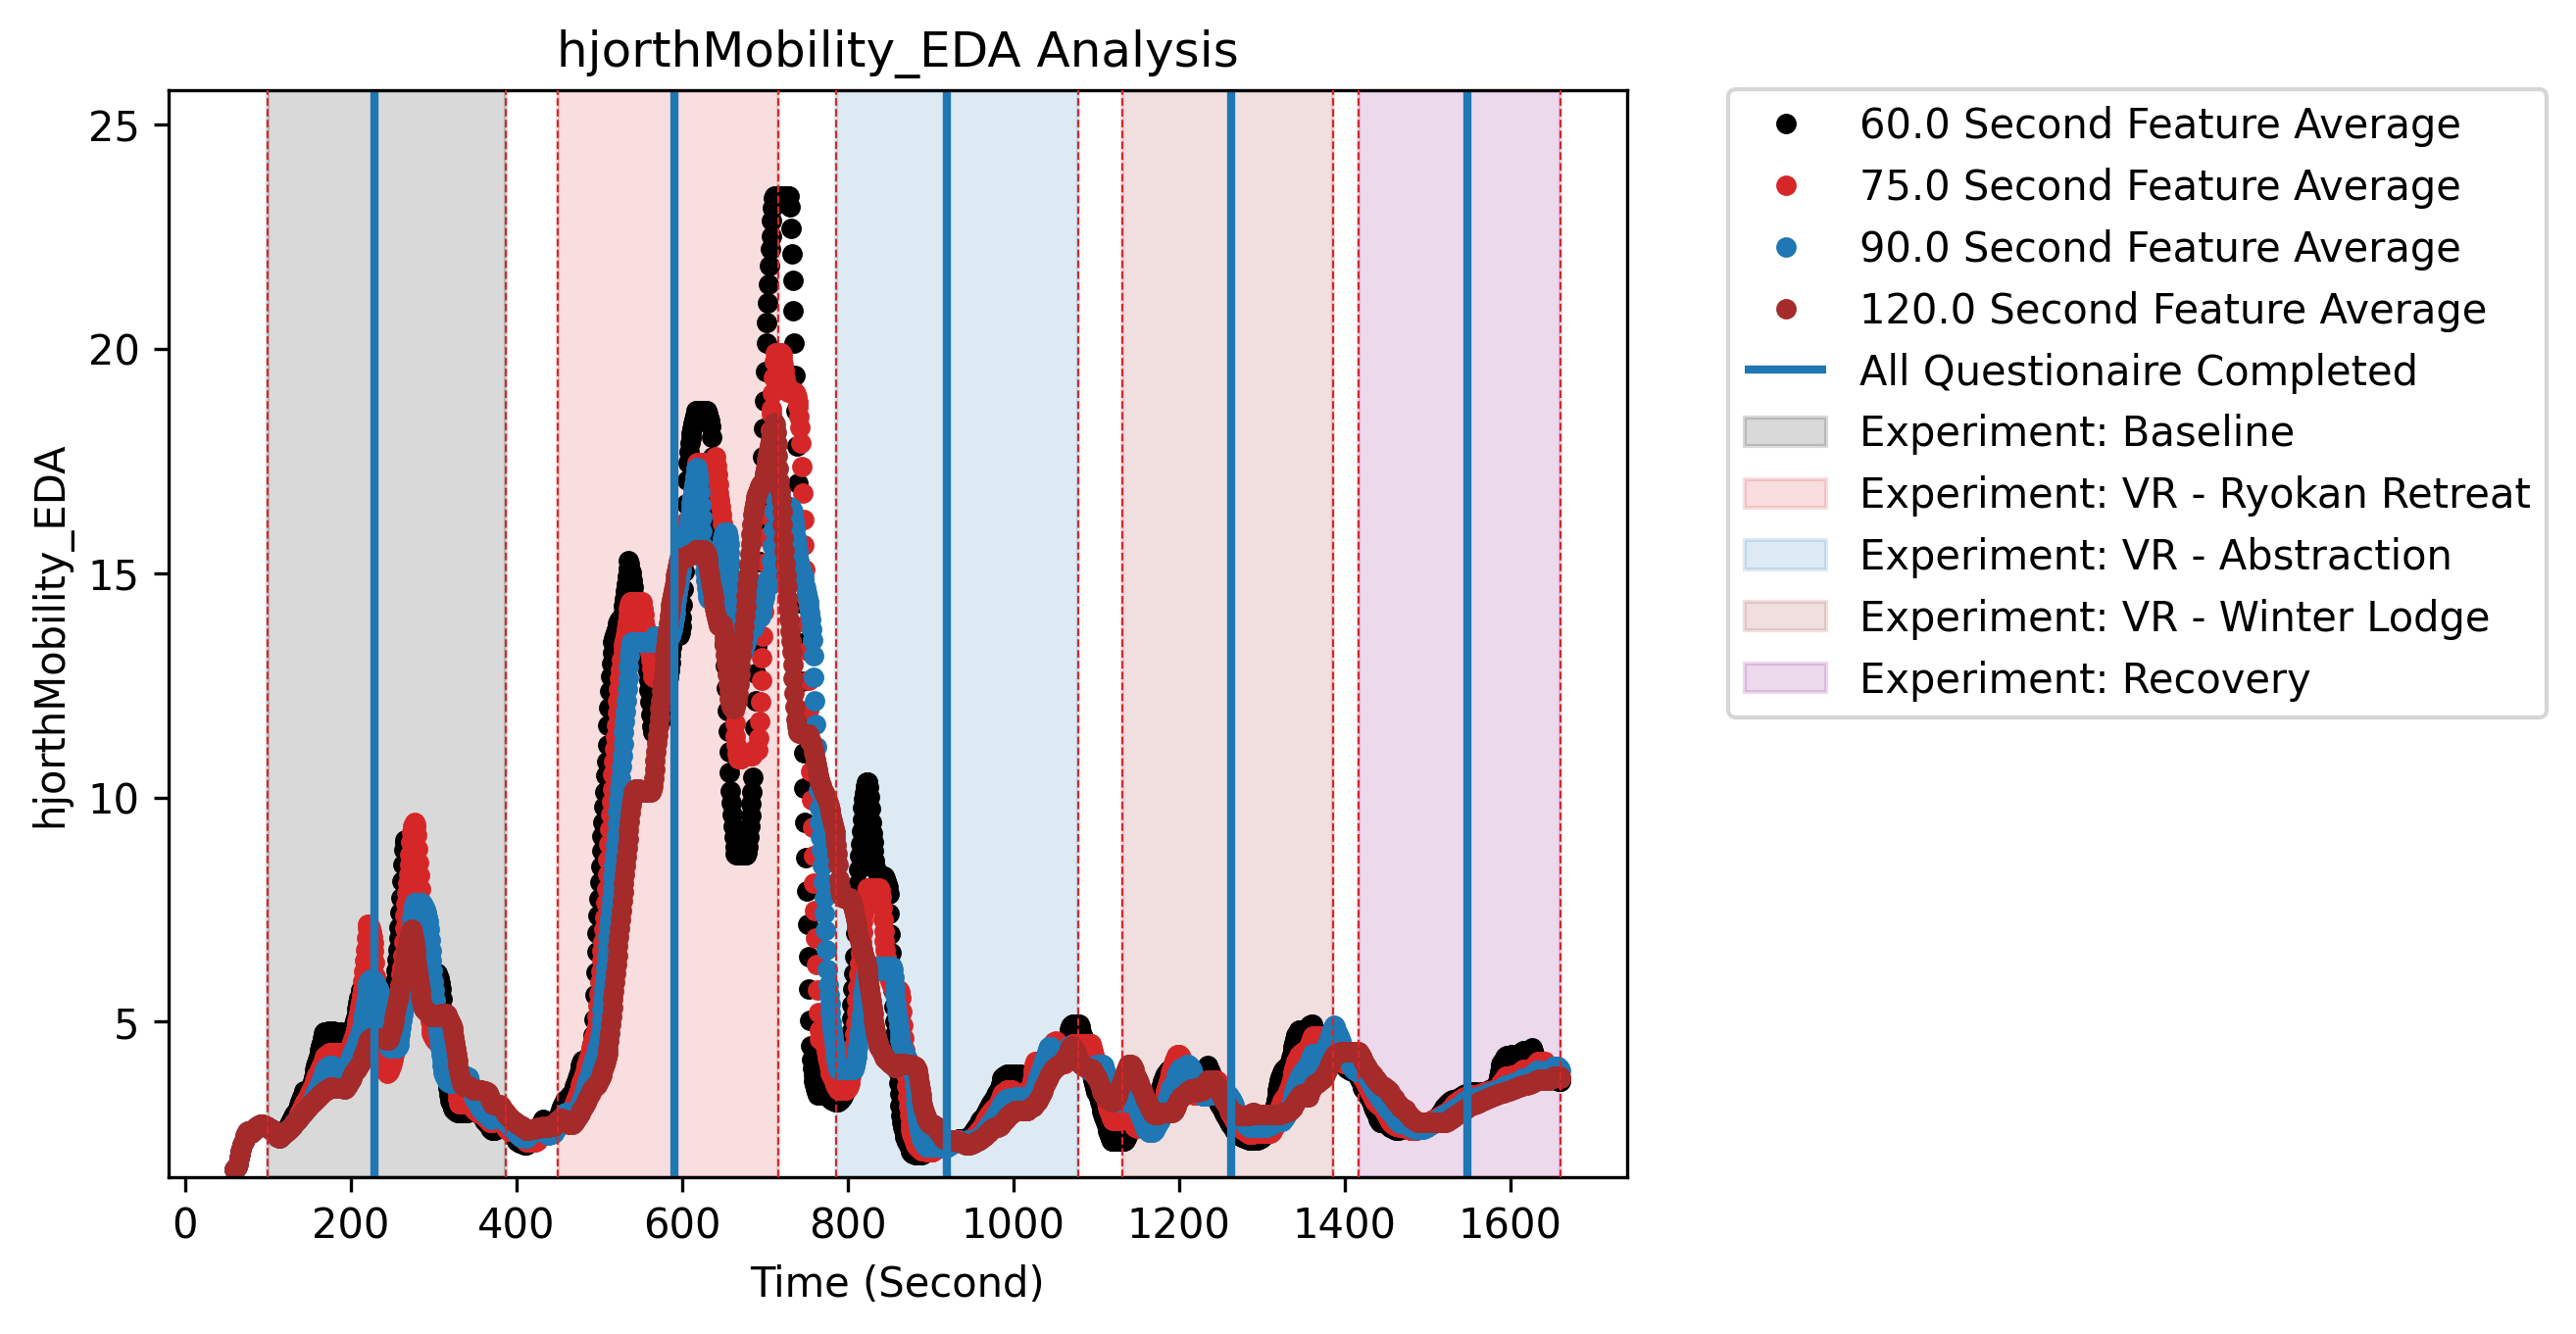 hjorthMobility_EDA Analysis
25
20
15
10
5
hjorthMobility_EDA
0 200 400 600 800 1000 1200 1400 1600
Time (Second)
60.0 Second Feature Average
75.0 Second Feature Average
90.0 Second Feature Average
120.0 Second Feature Average
All Questionaire Completed
Experiment: Baseline
Experiment: VR - Ryokan Retreat
Experiment: VR - Abstraction
Experiment: VR - Winter Lodge
Experiment: Recovery